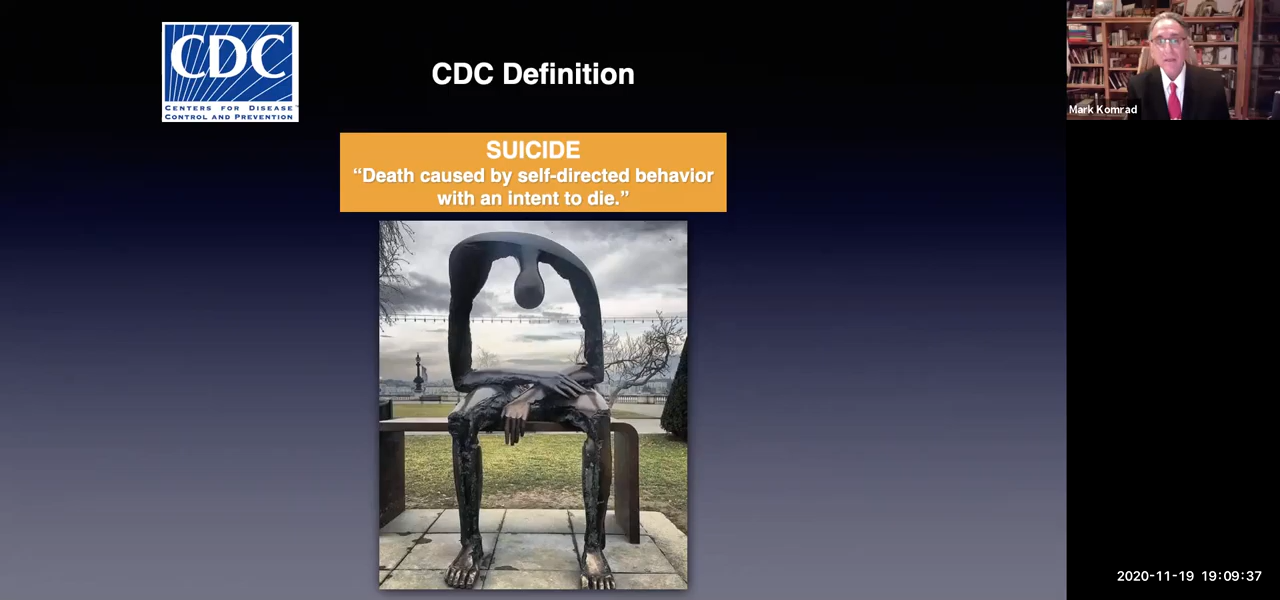 CDC
CENTERS FOR DISEASE
CONTROL AND PREVENTION
CDC Definition
SUICIDE
“Death caused by self-directed behavior
with an intent to die.”
Mark Komrad
2020-11-19 19:09:37